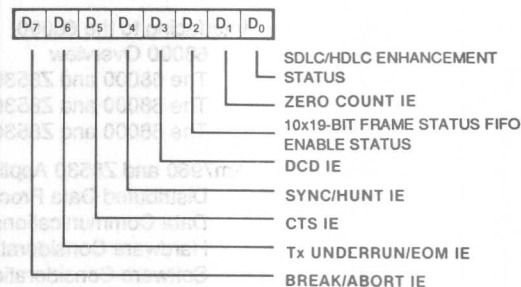 D7 D6 D5 D4 D3 D2 D1 D0
SDLC/HDLC ENHANCEMENT
STATUS
ZERO COUNT IE
10x19-BIT FRAME STATUS FIFO
ENABLE STATUS
DCD IE
SYNC/HUNT IE
CTS IE
Tx UNDERRUN/EOM IE
BREAK/ABORT IE